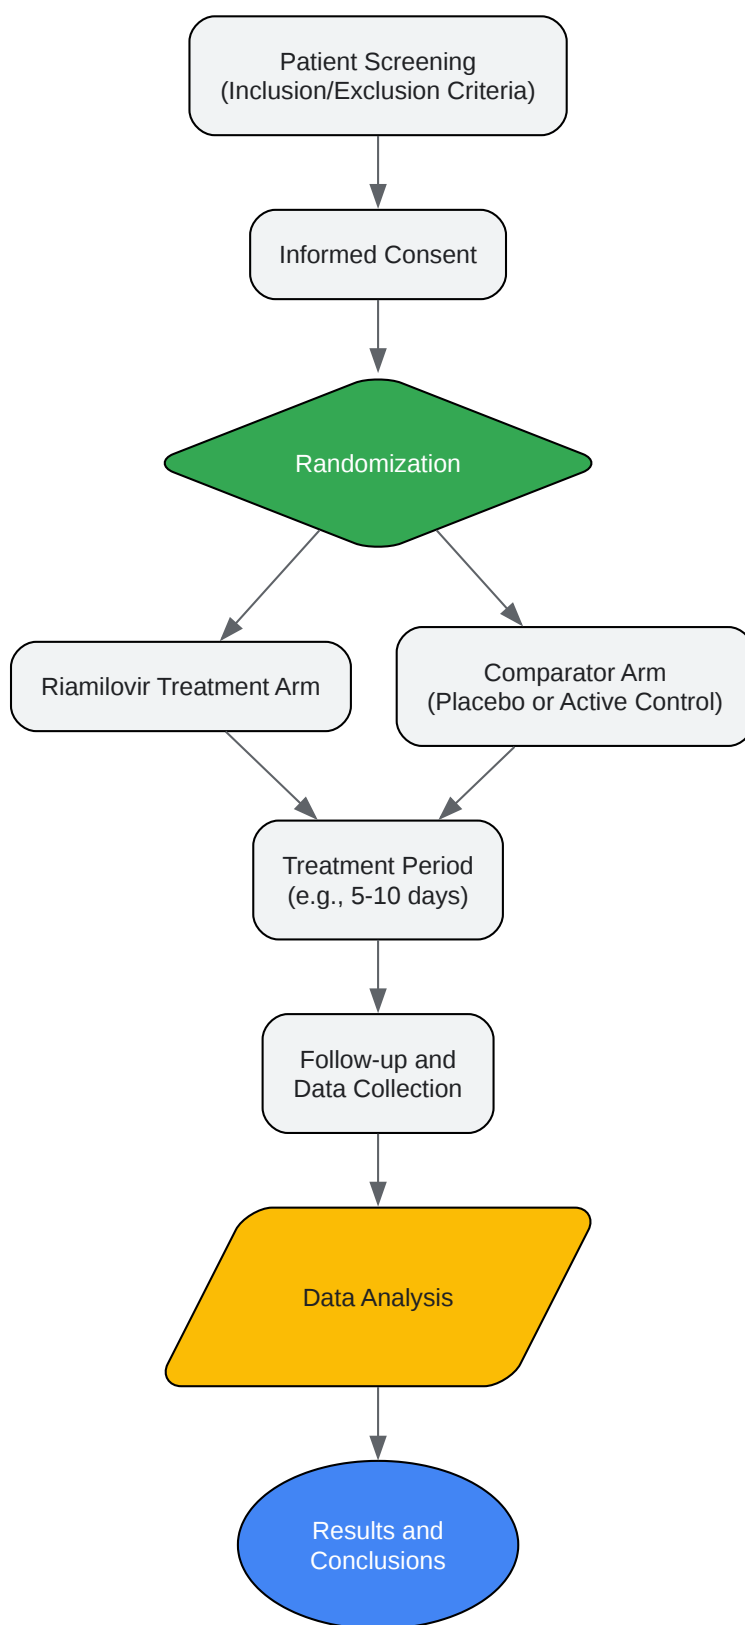 Patient Screening
(Inclusion/Exclusion Criteria)
Informed Consent
Randomization
Riamilovir Treatment Arm
Comparator Arm
(Placebo or Active Control)
Treatment Period
(e.g., 5-10 days)
Follow-up and
Data Collection
Data Analysis
Results and
Conclusions